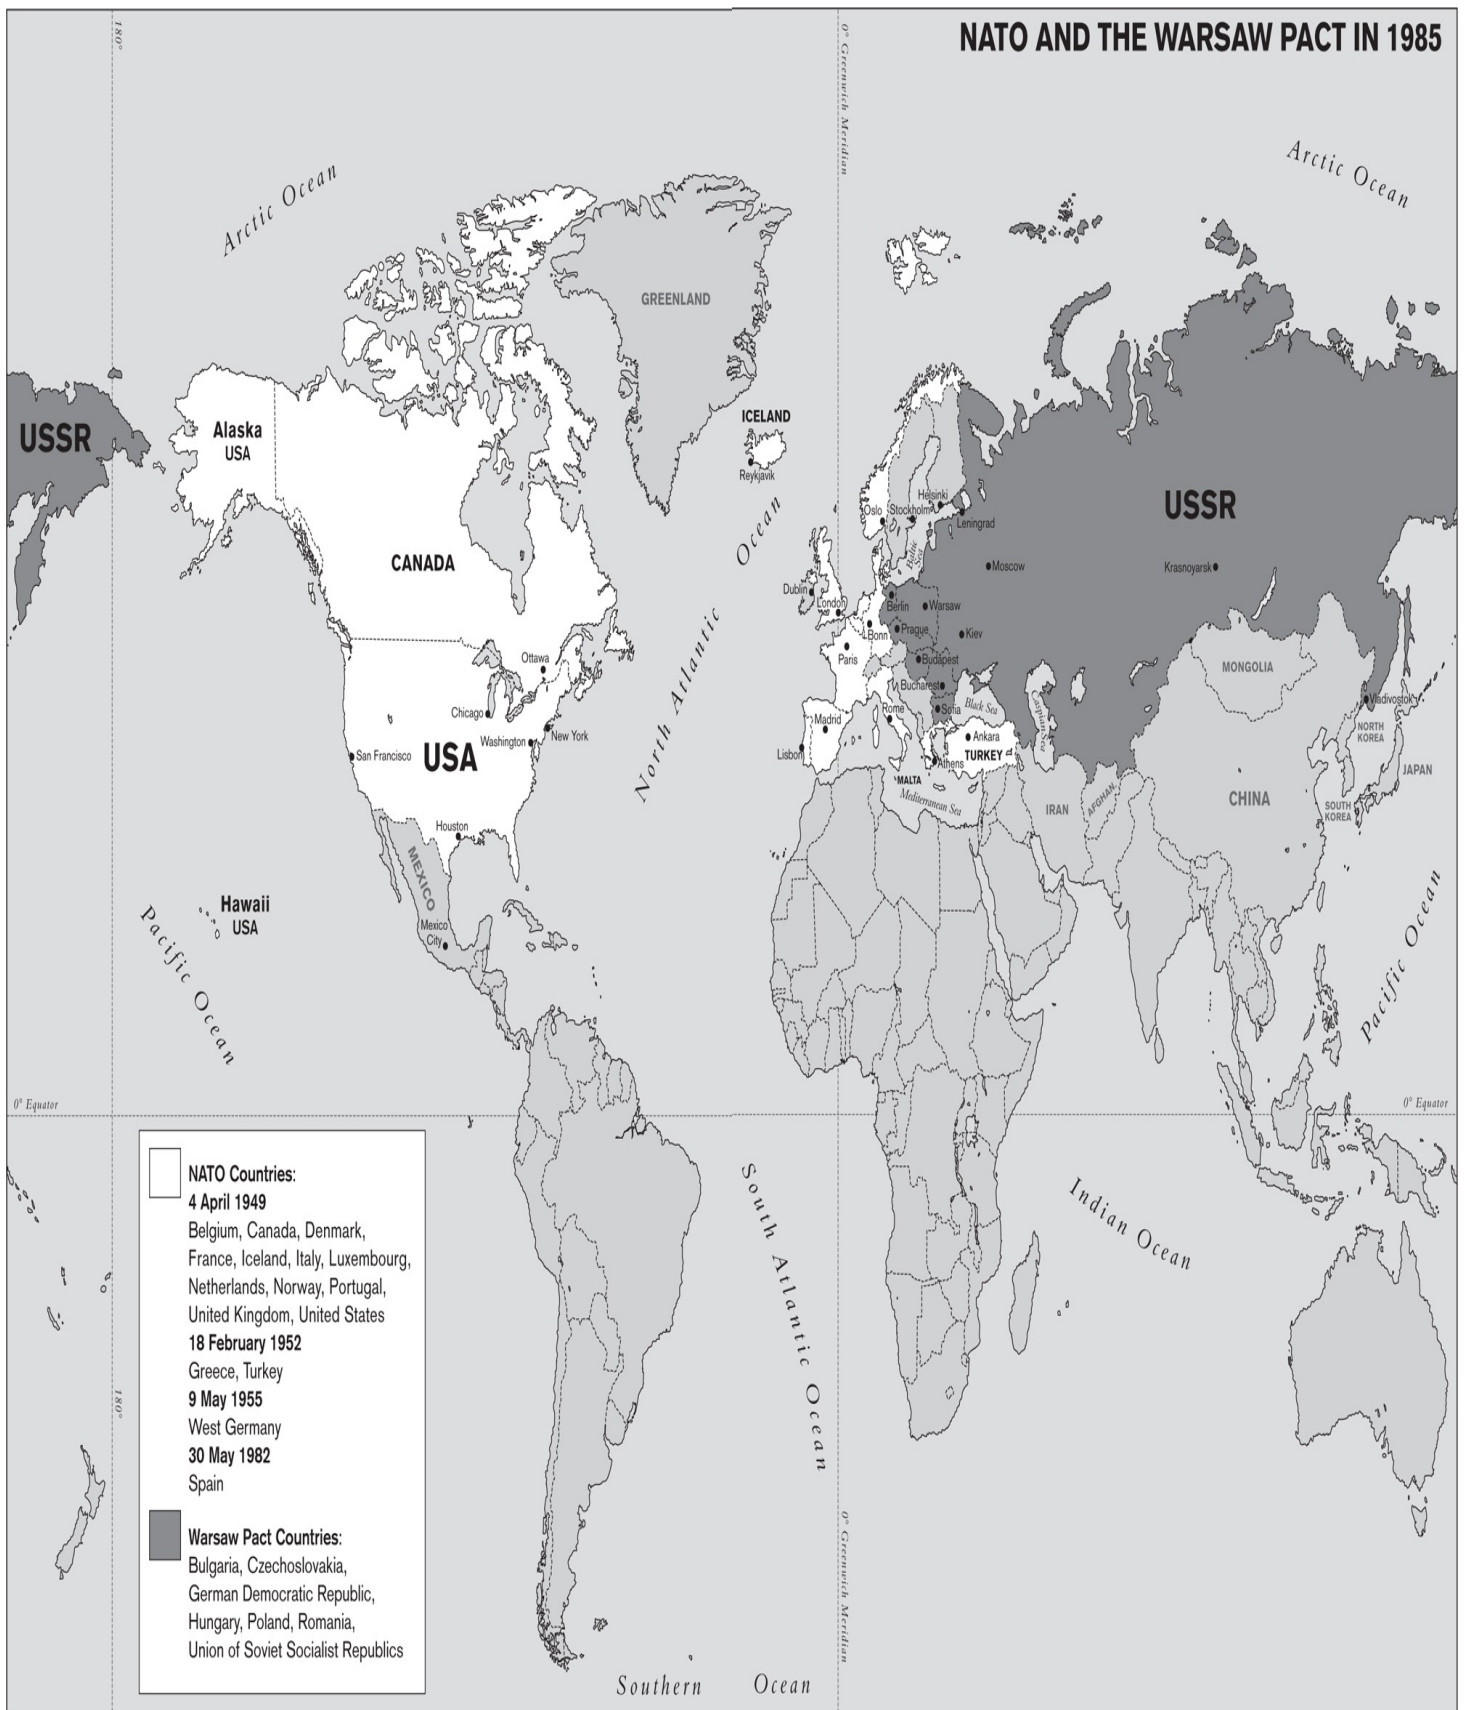 NATO AND THE WARSAW PACT IN 1985
180°
0° Greenwich Meridian
Arctic Ocean
Arctic Ocean
GREENLAND
ICELAND
Reykjavik
USSR
Alaska
USA
CANADA
USSR
Helsinki
Oslo
Stockholm
Leningrad
Baltic
Sea
Moscow
Krasnoyarsk
Dublin
London
Berlin
Warsaw
Bonn
Prague
Kiev
Paris
Budapest
Bucharest
MONGOLIA
Ottawa
Chicago
Washington
New York
San Francisco
USA
North Atlantic
Ocean
Madrid
Lisbon
Rome
Sofia
Black Sea
Caspian Sea
Ankara
TURKEY
Athens
MALTA
Mediterranean Sea
Vladivostok
NORTH
KOREA
JAPAN
SOUTH
KOREA
CHINA
IRAN
AFGHAN.
Houston
MEXICO
Mexico
City
Hawaii
USA
Pacific Ocean
Pacific Ocean
0° Equator
0° Equator
South Atlantic Ocean
Indian Ocean
NATO Countries:
4 April 1949
Belgium, Canada, Denmark,
France, Iceland, Italy, Luxembourg,
Netherlands, Norway, Portugal,
United Kingdom, United States
18 February 1952
Greece, Turkey
9 May 1955
West Germany
30 May 1982
Spain
Warsaw Pact Countries:
Bulgaria, Czechoslovakia,
German Democratic Republic,
Hungary, Poland, Romania,
Union of Soviet Socialist Republics
180°
0° Greenwich Meridian
Southern Ocean